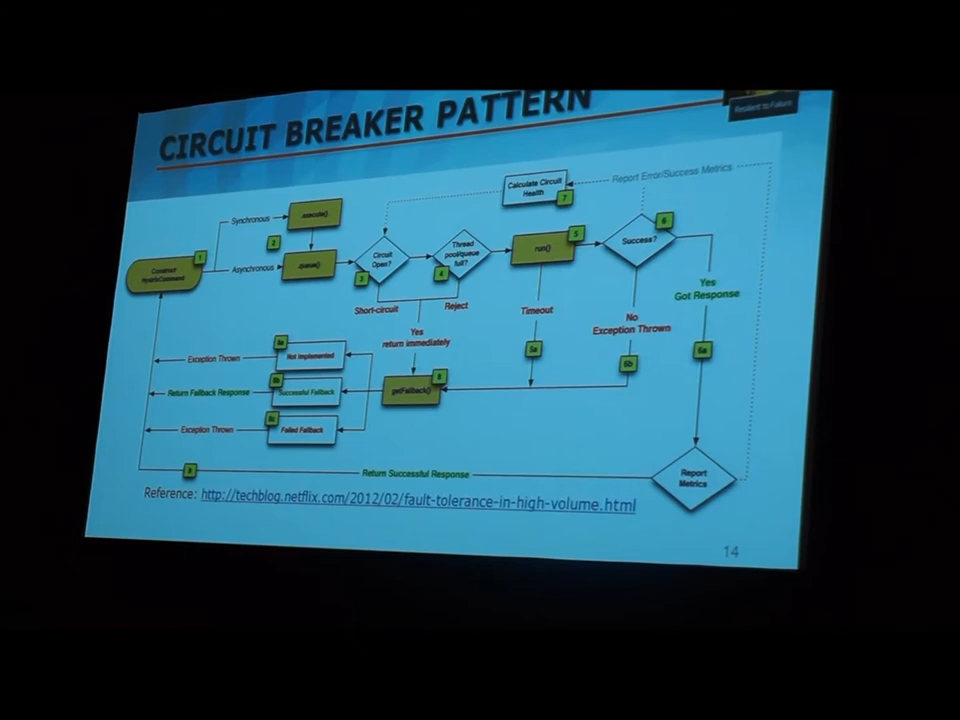 CIRCUIT BREAKER PATTERN
Resilient to Failure
Calculate Circuit
Health
7
Report Error/Success Metrics
Synchronous
.execute()
2
Asynchronous
.queue()
1
Construct
HystrixCommand
Circuit
Open?
3
Thread
pool/queue
full?
4
run()
5
Success?
6
Short-circuit
Reject
Timeout
Yes
Got Response
Yes
return immediately
No
Exception Thrown
5a
6b
6a
8a
Not Implemented
Exception Thrown
8b
Successful Fallback
Return Fallback Response
getFallback()
8
8c
Failed Fallback
Exception Thrown
Return Successful Response
Report
Metrics
Reference: http://techblog.netflix.com/2012/02/fault-tolerance-in-high-volume.html
14